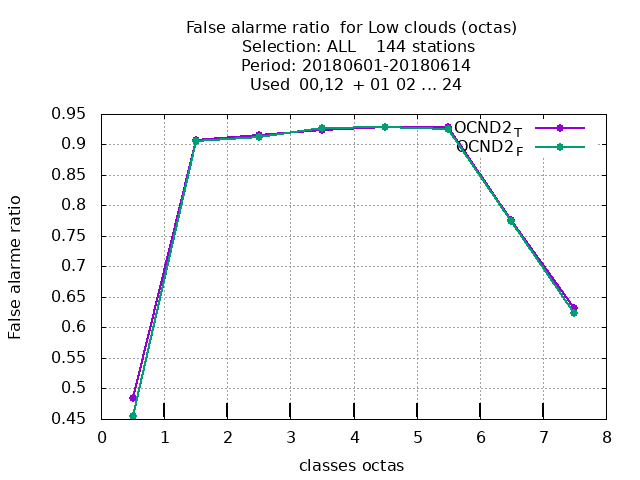 False alarme ratio  for Low clouds (octas)
Selection: ALL    144 stations
Period: 20180601-20180614
Used  00,12  + 01 02 ... 24
OCND2T
OCND2F
0.95
0.9
0.85
0.8
0.75
0.7
0.65
0.6
0.55
0.5
0.45
False alarme ratio
0 1 2 3 4 5 6 7 8
classes octas